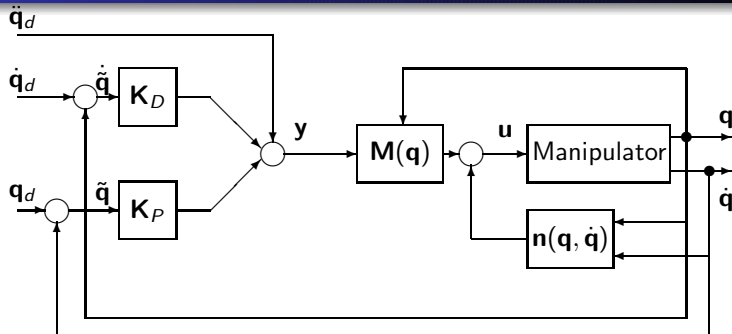 q̈_d
q̇_d
q̃̇
K_D
y
M(q)
u
Manipulator
q
q_d
q̃
K_P
n(q, q̇)
q̇